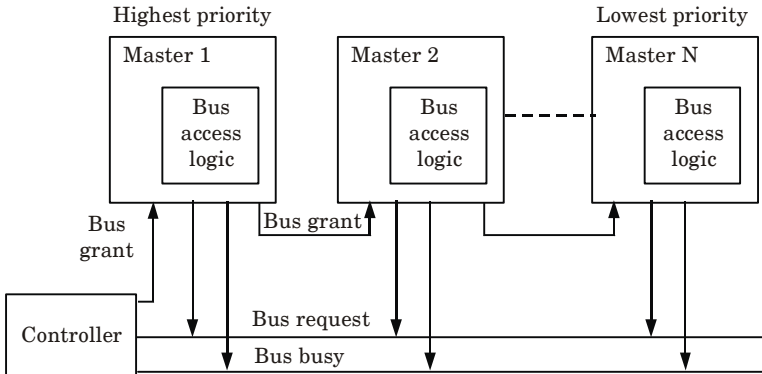 Highest priority
Lowest priority
Master 1
Master 2
Master N
Bus
access
logic
Bus
access
logic
Bus
access
logic
Bus
grant
Bus grant
Controller
Bus request
Bus busy